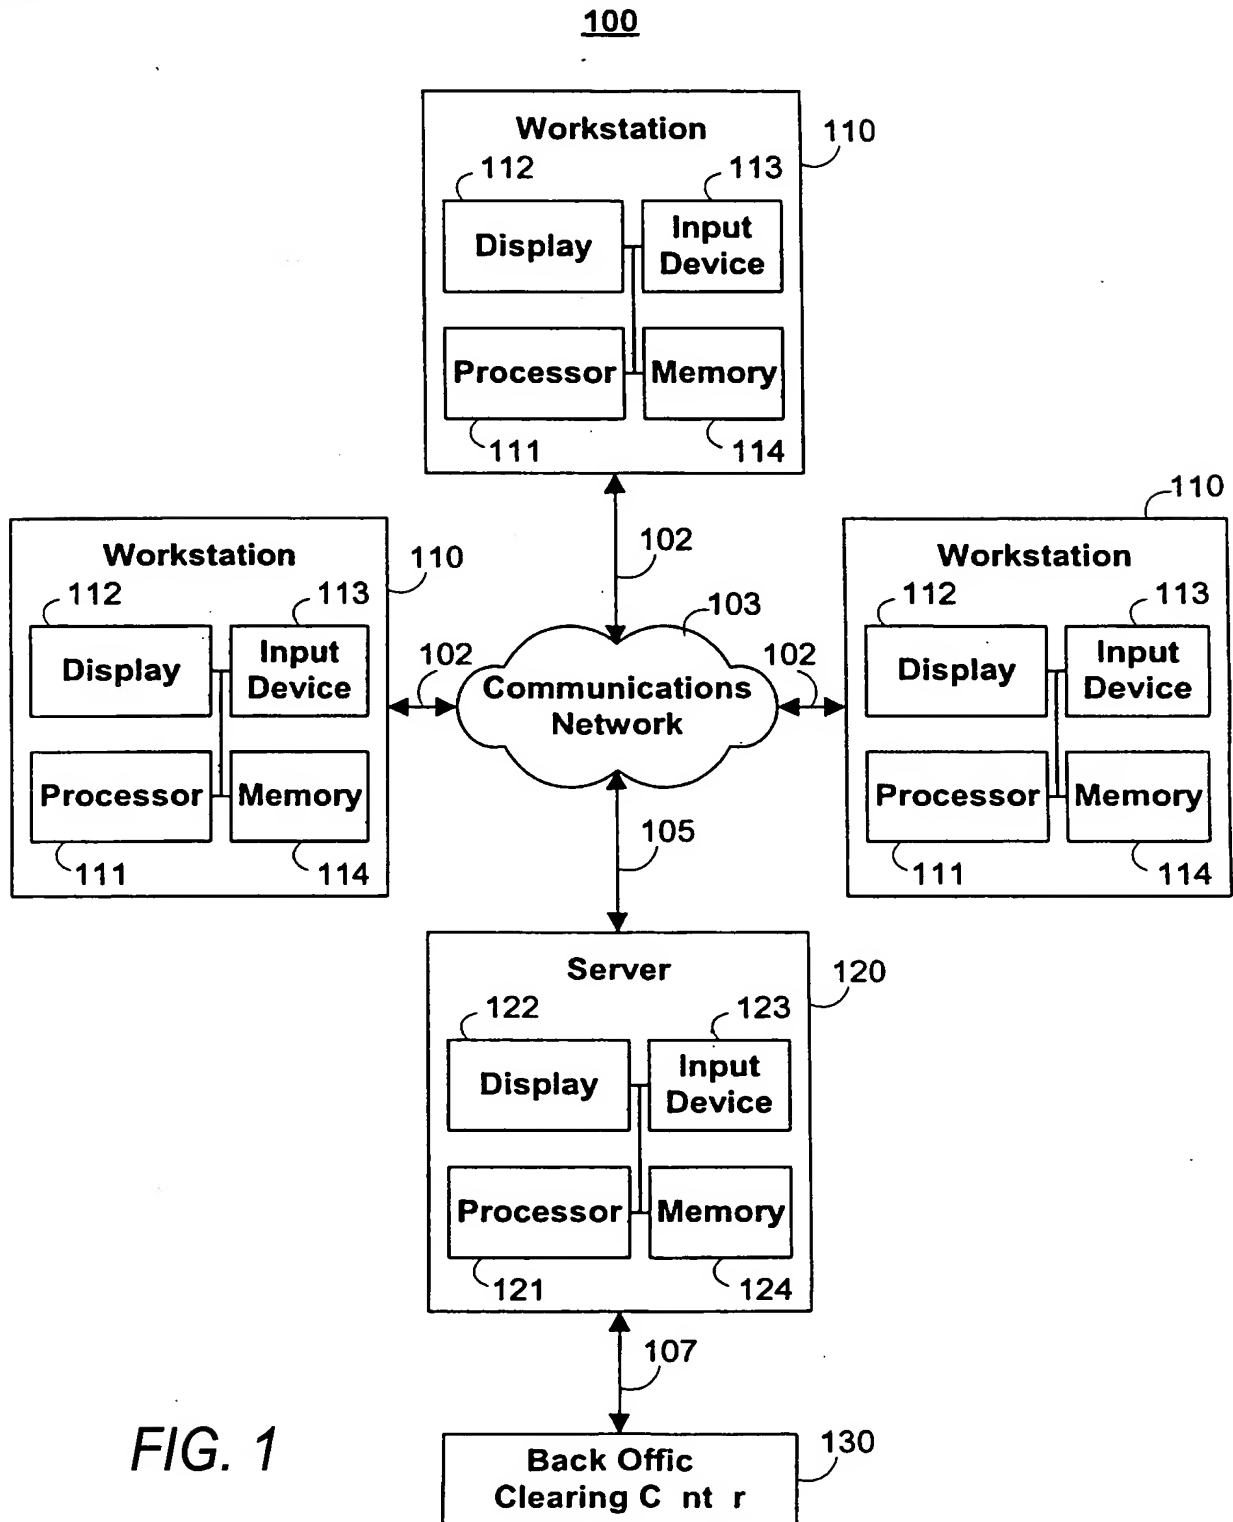 100
Workstation
110
112
113
Display
Input
Device
Processor
Memory
111
114
102
110
Workstation
110
112
113
Display
Input
Device
Processor
Memory
111
114
102
103
Communications
Network
102
Workstation
112
113
Display
Input
Device
Processor
Memory
111
114
105
Server
120
122
123
Display
Input
Device
Processor
Memory
121
124
107
130
Back Offic
Clearing C nt r
FIG. 1